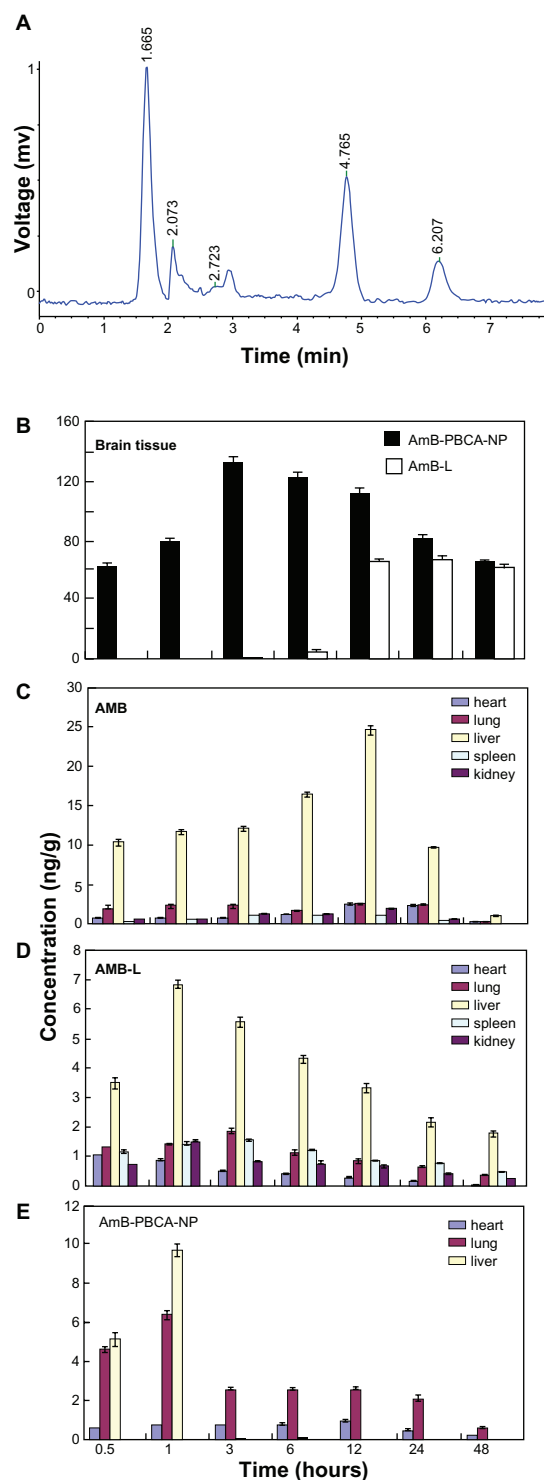 A
1.665
2.073
2.723
4.765
6.207
1
0
Voltage (mv)
0 1 2 3 4 5 6 7
Time (min)
B
Brain tissue
AmB-PBCA-NP
AmB-L
160
120
80
60
40
0
C
AMB
heart
lung
liver
spleen
kidney
30
25
20
15
10
5
0
Concentration (ng/g)
D
AMB-L
heart
lung
liver
spleen
kidney
8
7
6
5
4
3
2
1
0
E
AmB-PBCA-NP
heart
lung
liver
12
10
8
6
4
2
0
0.5 1 3 6 12 24 48
Time (hours)